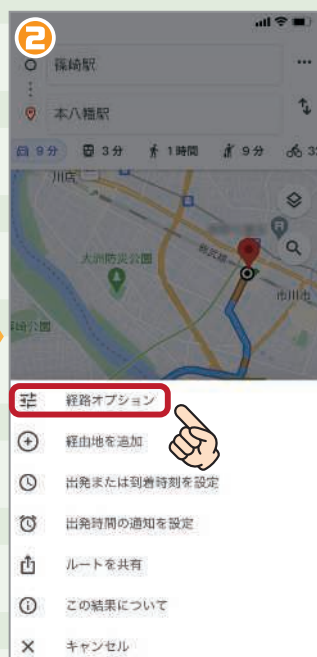 2
篠崎駅
本八幡駅
9分 3分 1時間 9分
川店
大洲防災公園
市川市
経路オプション
経由地を追加
出発または到着時刻を設定
出発時間の通知を設定
ルートを共有
この結果について
キャンセル